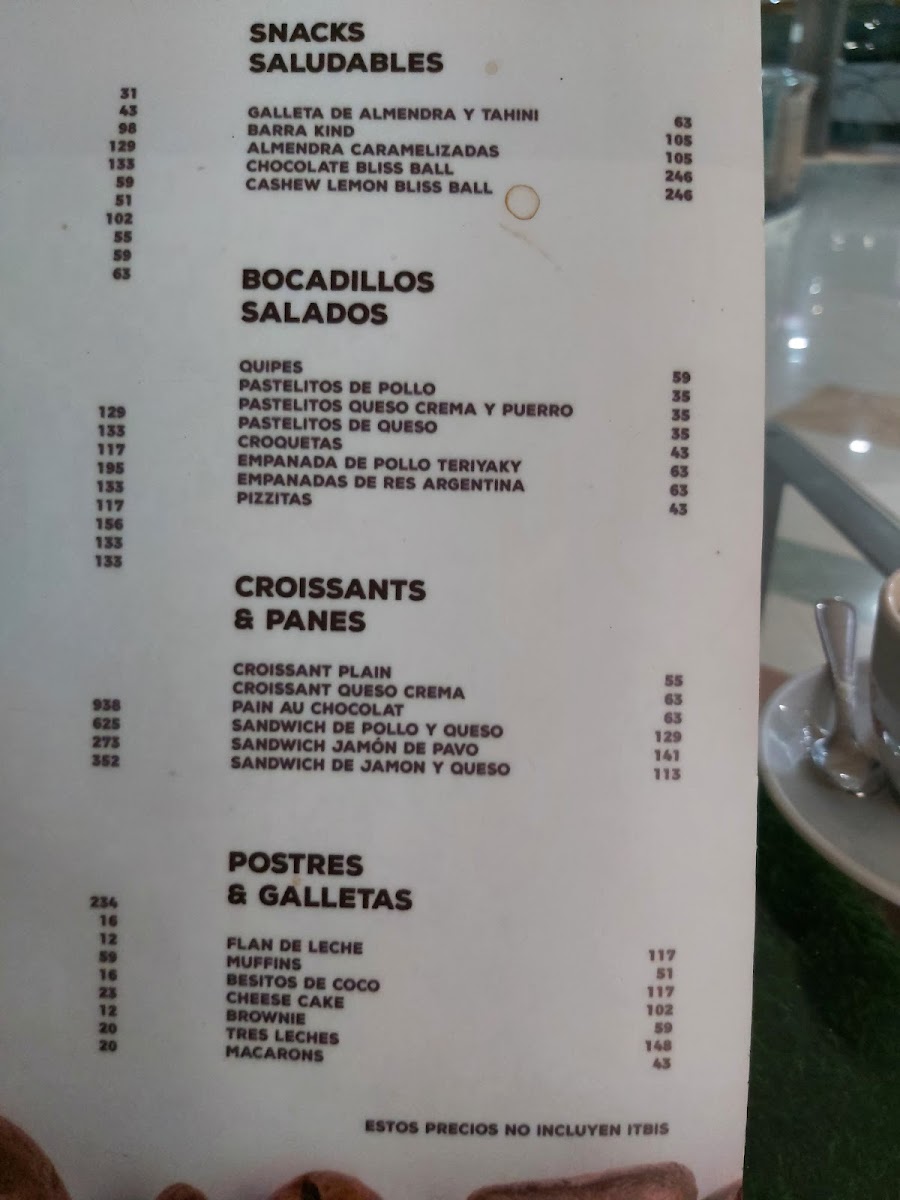 31
43
98
129
133
59
51
102
55
59
63
129
133
117
195
133
117
156
133
133
938
625
273
352
234
16
12
59
16
23
12
20
20
SNACKS
SALUDABLES
GALLETA DE ALMENDRA Y TAHINI 63
BARRA KIND 105
ALMENDRA CARAMELIZADAS 105
CHOCOLATE BLISS BALL 246
CASHEW LEMON BLISS BALL 246
BOCADILLOS
SALADOS
QUIPES 59
PASTELITOS DE POLLO 35
PASTELITOS QUESO CREMA Y PUERRO 35
PASTELITOS DE QUESO 35
CROQUETAS 43
EMPANADA DE POLLO TERIYAKY 63
EMPANADAS DE RES ARGENTINA 63
PIZZITAS 43
CROISSANTS
& PANES
CROISSANT PLAIN 55
CROISSANT QUESO CREMA 63
PAIN AU CHOCOLAT 63
SANDWICH DE POLLO Y QUESO 129
SANDWICH JAMÓN DE PAVO 141
SANDWICH DE JAMON Y QUESO 113
POSTRES
& GALLETAS
FLAN DE LECHE 117
MUFFINS 51
BESITOS DE COCO 117
CHEESE CAKE 102
BROWNIE 59
TRES LECHES 148
MACARONS 43
ESTOS PRECIOS NO INCLUYEN ITBIS